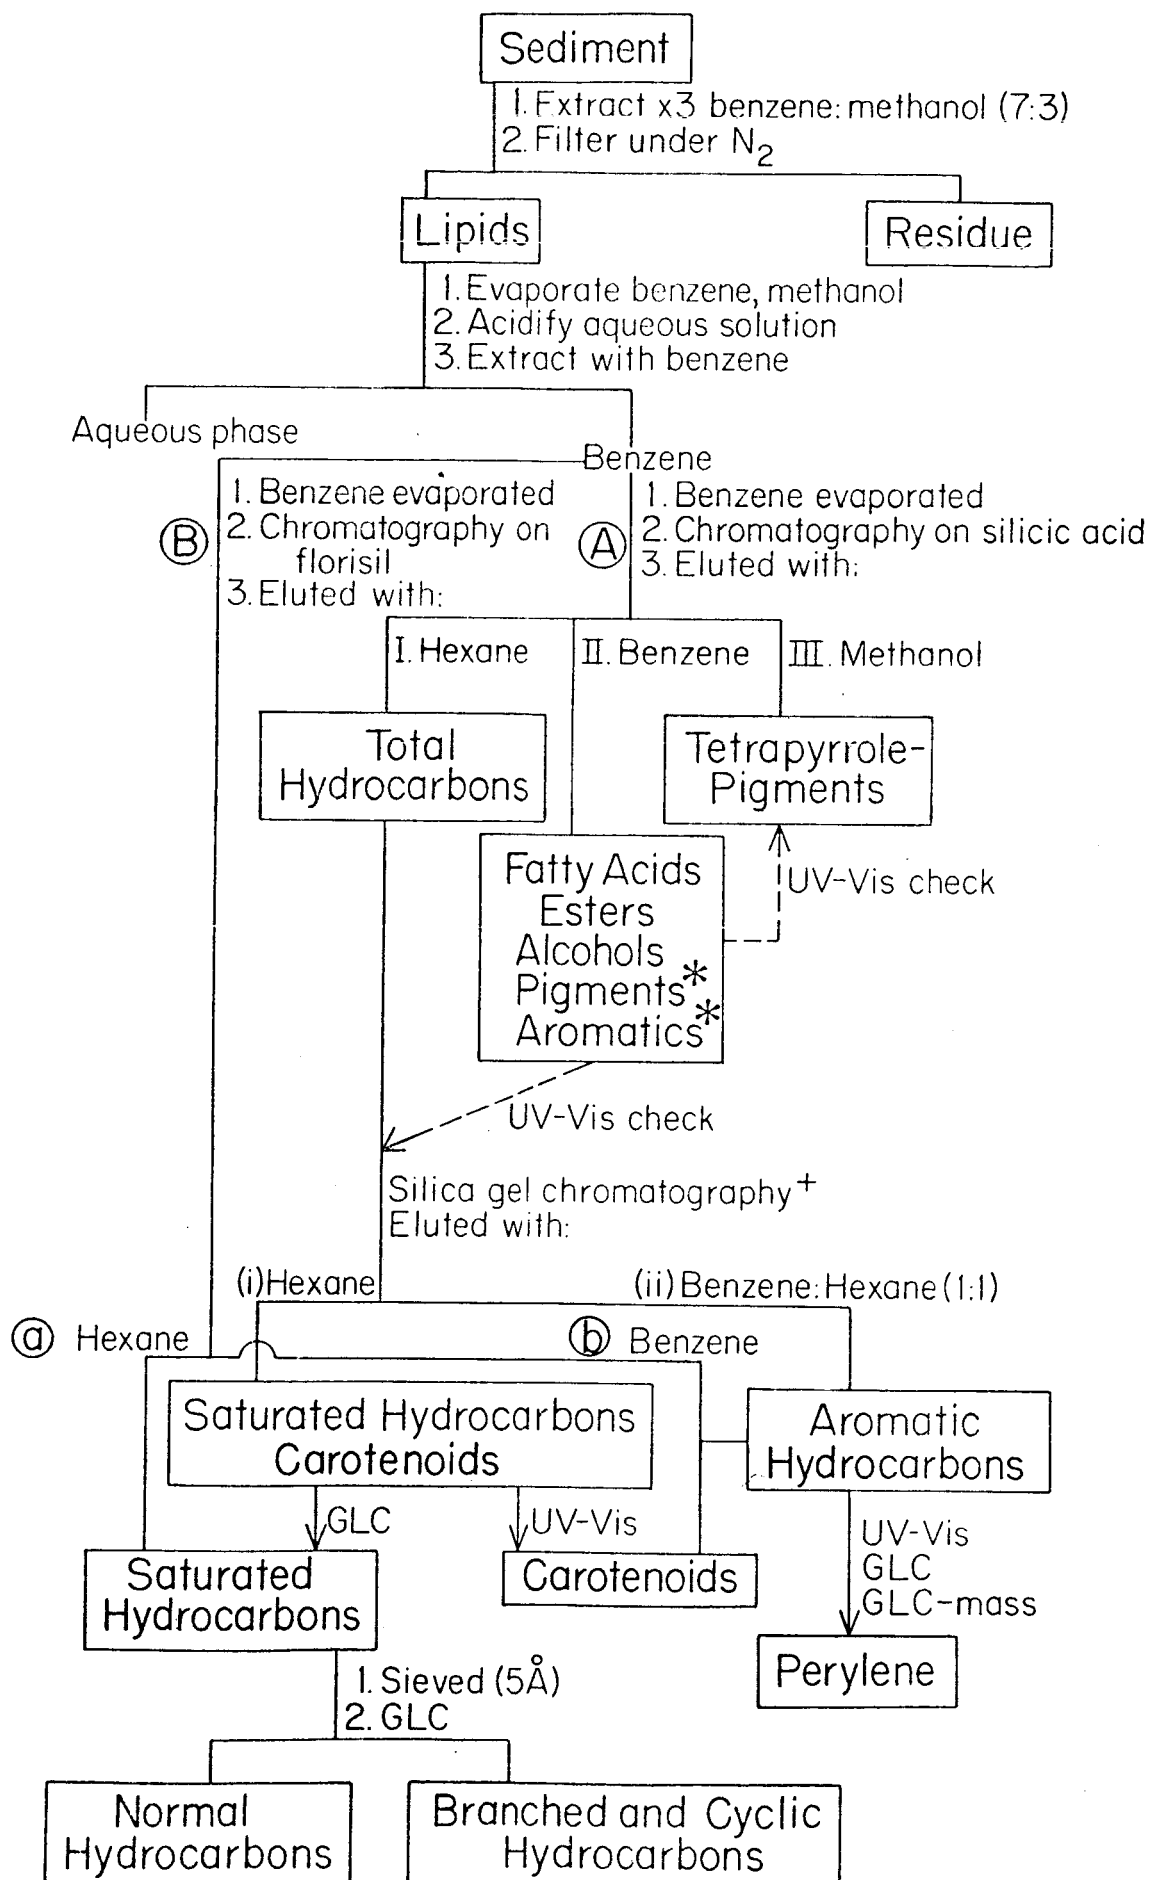 Sediment
1. Extract x3 benzene: methanol (7:3)
2. Filter under N2
Lipids
Residue
1. Evaporate benzene, methanol
2. Acidify aqueous solution
3. Extract with benzene
Aqueous phase
Benzene
B
1. Benzene evaporated
2. Chromatography on
florisil
3. Eluted with:
A
1. Benzene evaporated
2. Chromatography on silicic acid
3. Eluted with:
I. Hexane
II. Benzene
III. Methanol
Total
Hydrocarbons
Tetrapyrrole-
Pigments
Fatty Acids
Esters
Alcohols
Pigments*
Aromatics*
UV-Vis check
UV-Vis check
Silica gel chromatography+
Eluted with:
(i) Hexane
(ii) Benzene: Hexane (1:1)
a Hexane
b Benzene
Saturated Hydrocarbons
Carotenoids
Aromatic
Hydrocarbons
GLC
UV-Vis
UV-Vis
GLC
GLC-mass
Saturated
Hydrocarbons
Carotenoids
Perylene
1. Sieved (5Å)
2. GLC
Normal
Hydrocarbons
Branched and Cyclic
Hydrocarbons